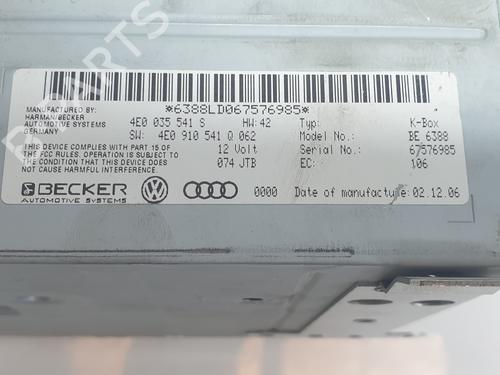 *6388LD067576985*
MANUFACTURED BY:
HARMAN/BECKER
AUTOMOTIVE SYSTEMS
GERMANY
4E0 035 541 S HW:42 Typ: K-Box
SW: 4E0 910 541 Q 062 Model No.: BE 6388
THIS DEVICE COMPLIES WITH PART 15 OF
THE FCC RULES. OPERATION IS SUBJECT TO
THE CONDITION THAT THIS DEVICE DOES
NOT CAUSE HARMFUL INTERFERENCE
12 Volt Serial No.: 67576985
074 JTB EC: 106
BECKER
AUTOMOTIVE SYSTEMS
0000 Date of manufacture: 02.12.06